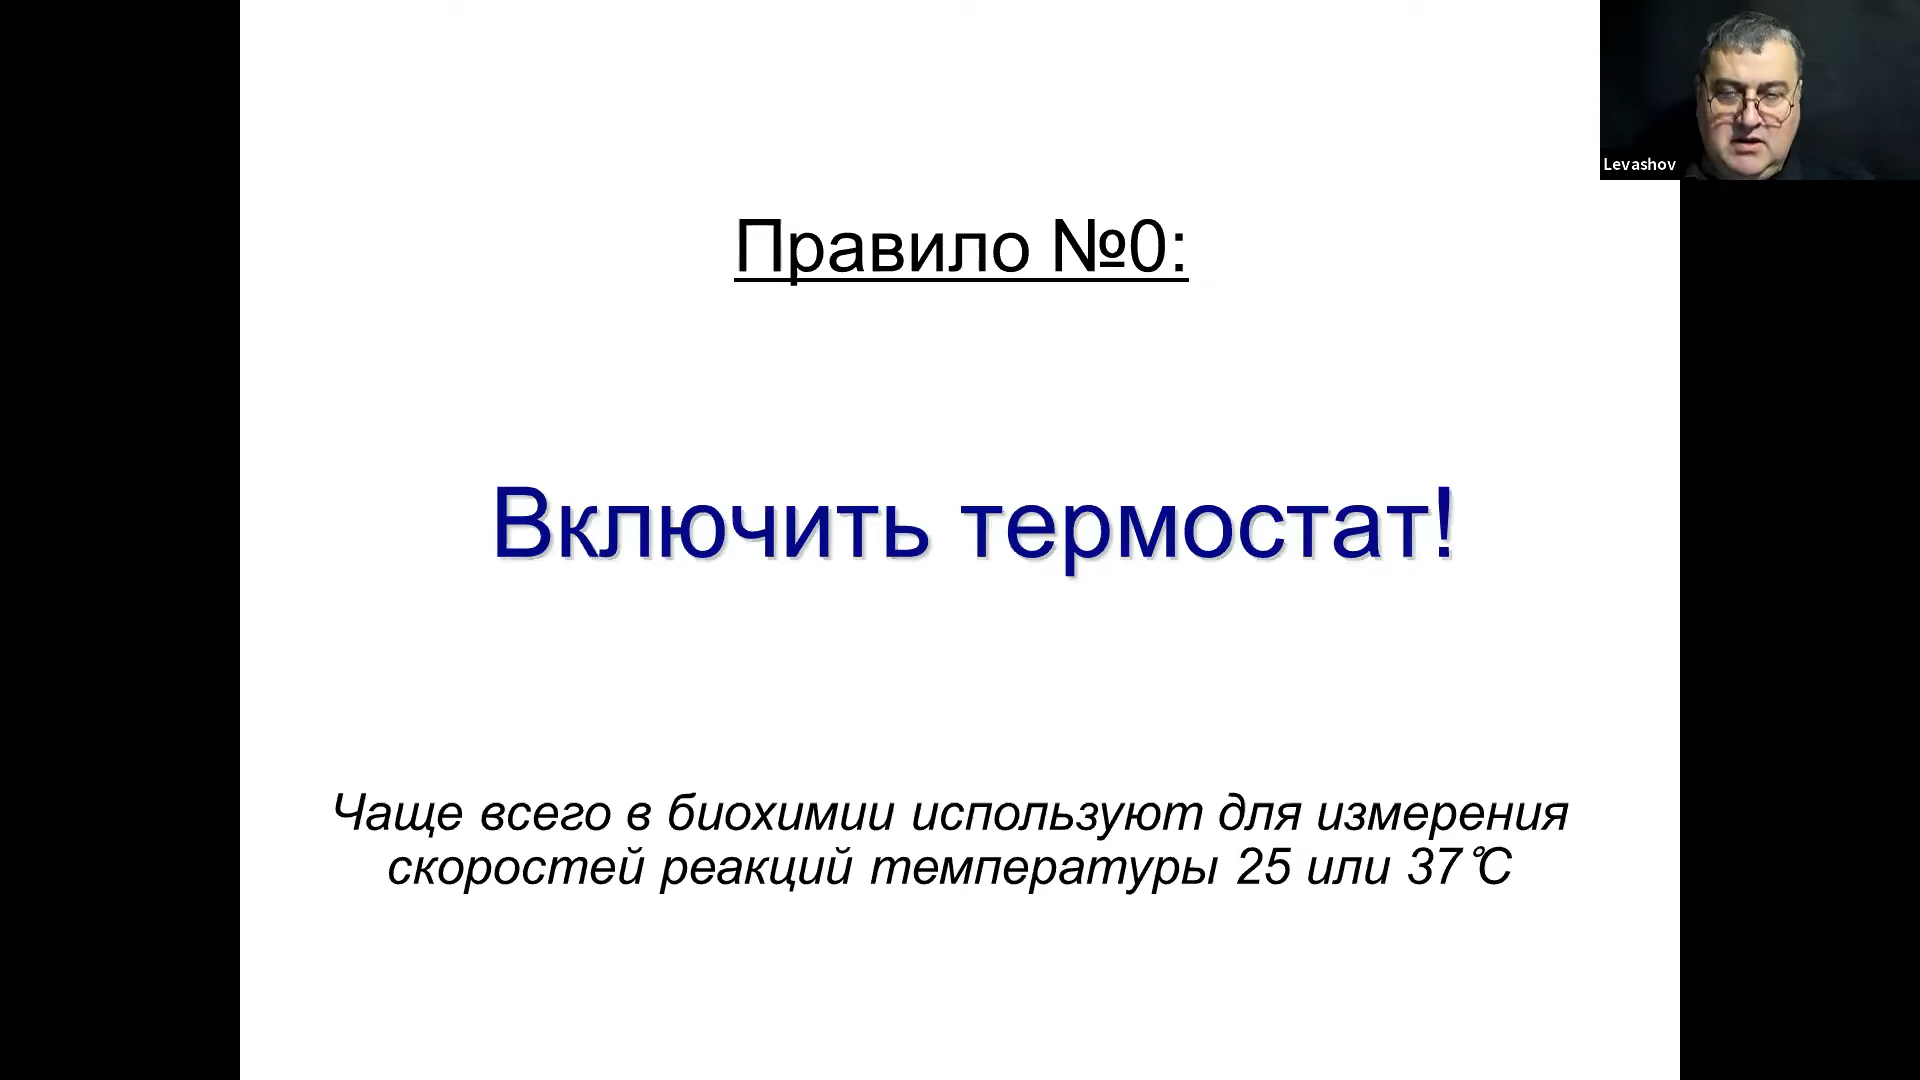 Levashov
Правило №0:
Включить термостат!
Чаще всего в биохимии используют для измерения
скоростей реакций температуры 25 или 37℃